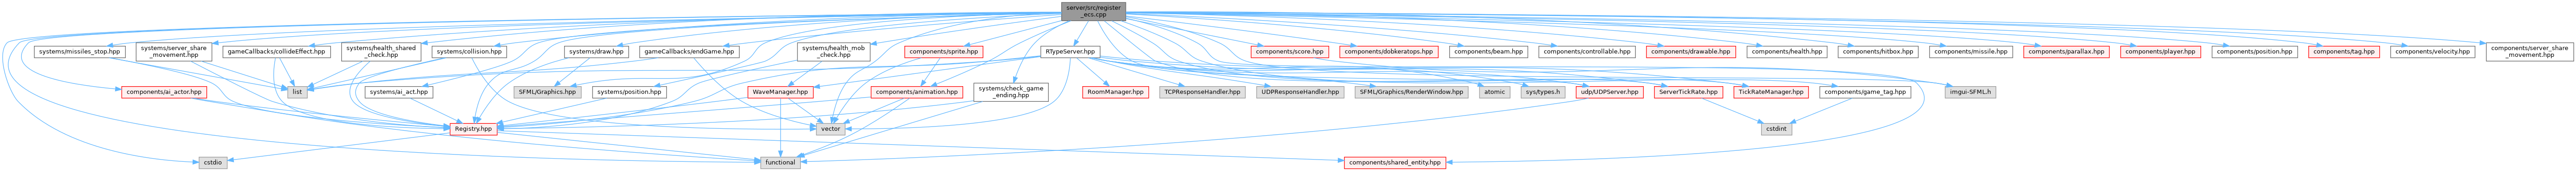 server/src/register
_ecs.cpp
systems/missiles_stop.hpp
systems/server_share
_movement.hpp
gameCallbacks/collideEffect.hpp
systems/health_shared
_check.hpp
systems/collision.hpp
systems/draw.hpp
gameCallbacks/endGame.hpp
systems/health_mob
_check.hpp
components/sprite.hpp
RTypeServer.hpp
components/score.hpp
components/dobkeratops.hpp
components/beam.hpp
components/controllable.hpp
components/drawable.hpp
components/health.hpp
components/hitbox.hpp
components/missile.hpp
components/parallax.hpp
components/player.hpp
components/position.hpp
components/tag.hpp
components/velocity.hpp
components/server_share
_movement.hpp
components/ai_actor.hpp
list
systems/ai_act.hpp
SFML/Graphics.hpp
systems/position.hpp
WaveManager.hpp
components/animation.hpp
systems/check_game
_ending.hpp
RoomManager.hpp
TCPResponseHandler.hpp
UDPResponseHandler.hpp
SFML/Graphics/RenderWindow.hpp
atomic
sys/types.h
udp/UDPServer.hpp
ServerTickRate.hpp
TickRateManager.hpp
components/game_tag.hpp
imgui-SFML.h
Registry.hpp
vector
cstdint
cstdio
functional
components/shared_entity.hpp